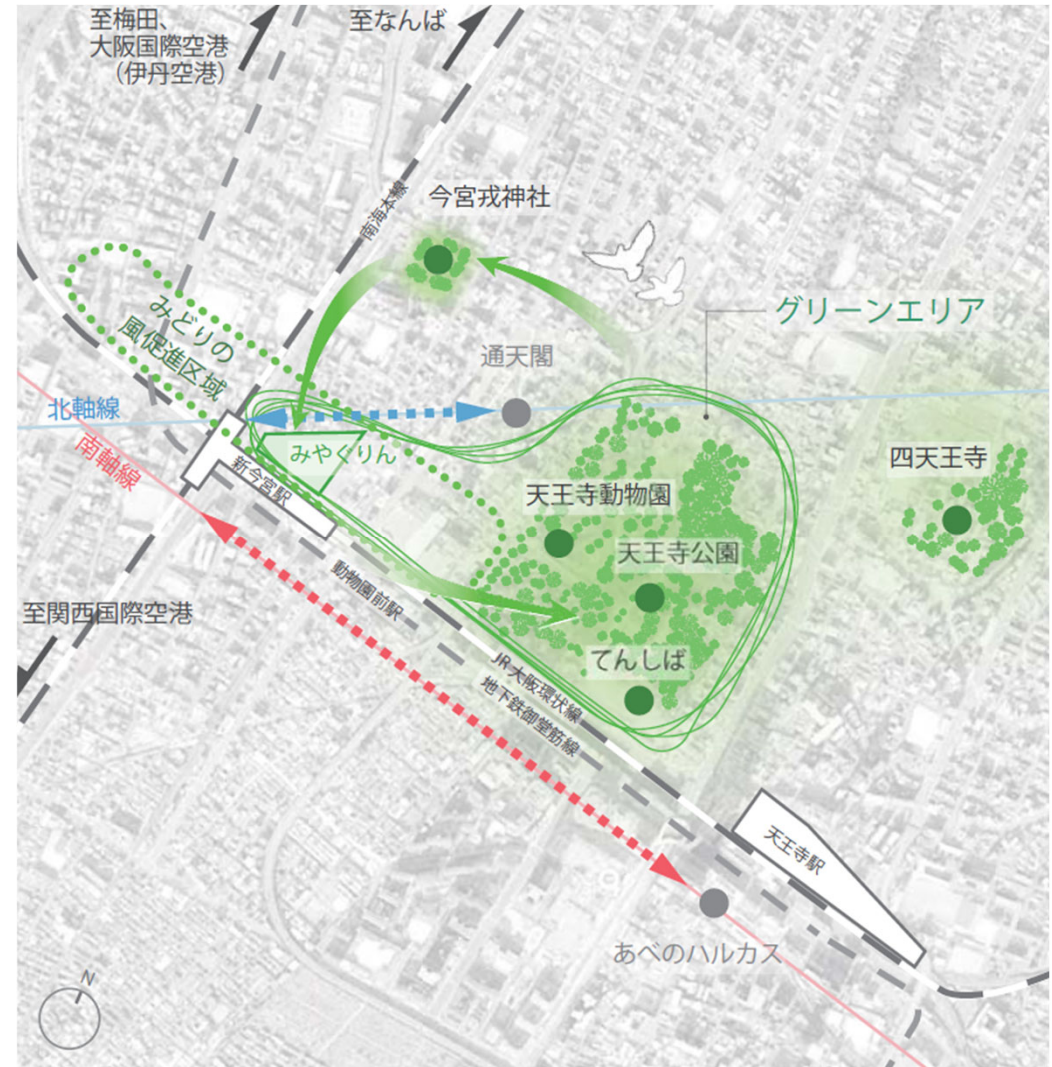 至梅田、
大阪国際空港
（伊丹空港）
至なんば
南海本線
今宮戎神社
グリーンエリア
みどりの
風促進区域
通天閣
北軸線
南軸線
みやぐりん
新今宮駅
四天王寺
天王寺動物園
天王寺公園
動物園前駅
至関西国際空港
てんしば
JR大阪環状線
地下鉄御堂筋線
天王寺駅
あべのハルカス
N